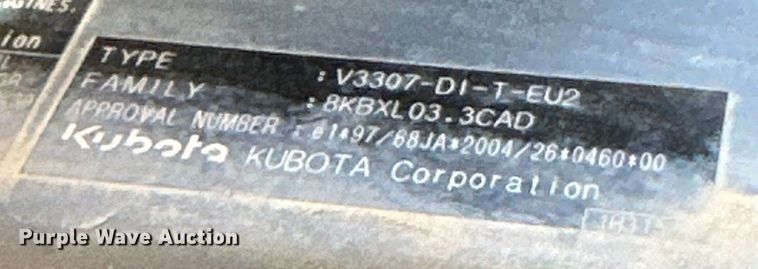 ion
TYPE : V3307-DI-T-EU2
FAMILY : 8KBXL03.3CAD
APPROVAL NUMBER : e1*97/68JA*2004/26*0460*00
Kubota KUBOTA Corporation
Purple Wave Auction